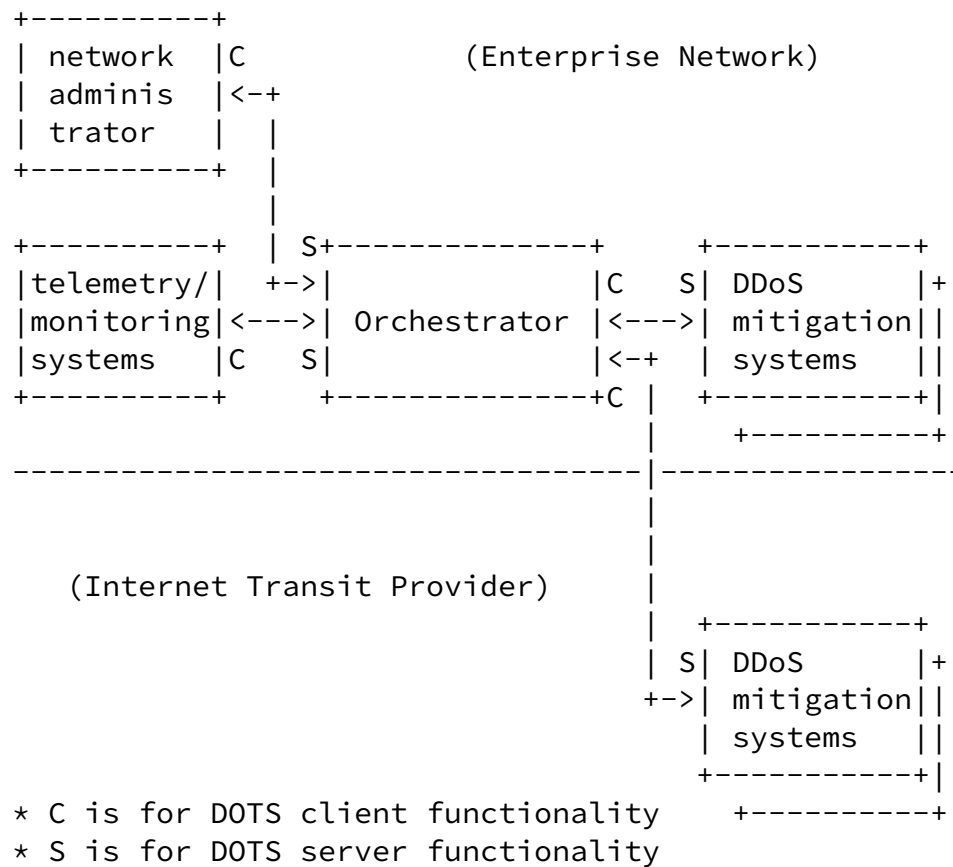 +----------+
| network |C (Enterprise Network)
| adminis |<-+
| trator | |
+----------+ |
|
+----------+ | S+--------------+ +-----------+
|telemetry/| +->| |C S| DDoS |+
|monitoring|<--->| Orchestrator |<--->| mitigation||
|systems |C S| |<-+ | systems ||
+----------+ +--------------+C | +-----------+|
| +----------+
-----------------------------------|-----------------
|
|
(Internet Transit Provider) |
| +-----------+
| S| DDoS |+
+->| mitigation||
| systems ||
+-----------+|
* C is for DOTS client functionality +----------+
* S is for DOTS server functionality